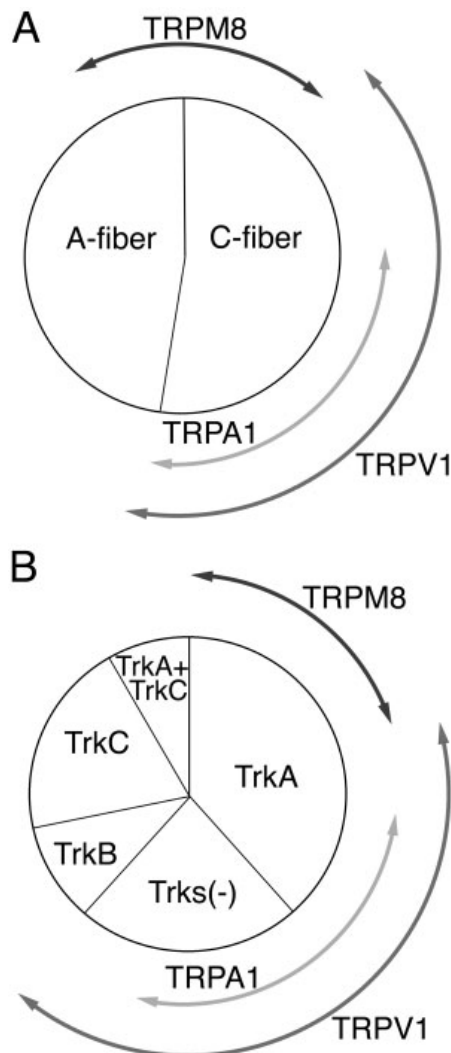 A
TRPM8
A-fiber
C-fiber
TRPA1
TRPV1
B
TRPM8
TrkA+
TrkC
TrkC
TrkA
TrkB
Trks(-)
TRPA1
TRPV1